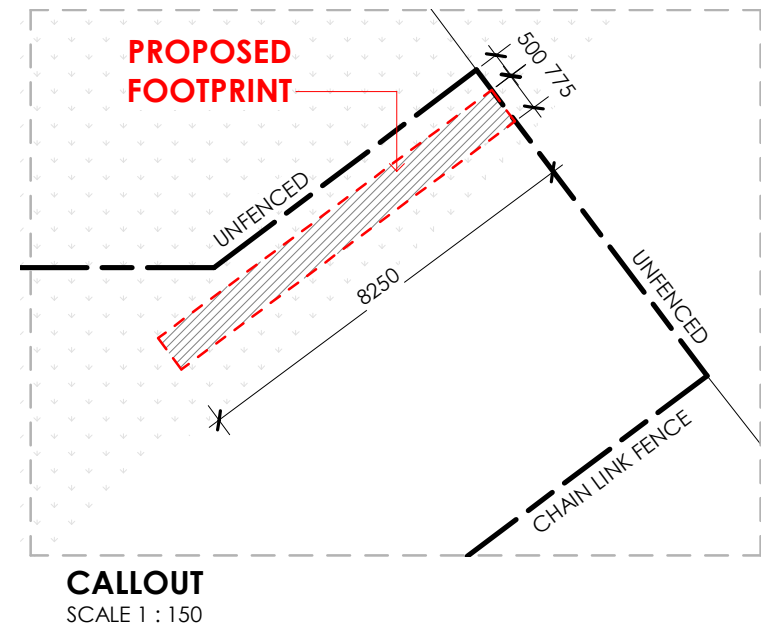 PROPOSED
FOOTPRINT
500 775
UNFENCED
8250
UNFENCED
CHAIN LINK FENCE
CALLOUT
SCALE 1 : 150